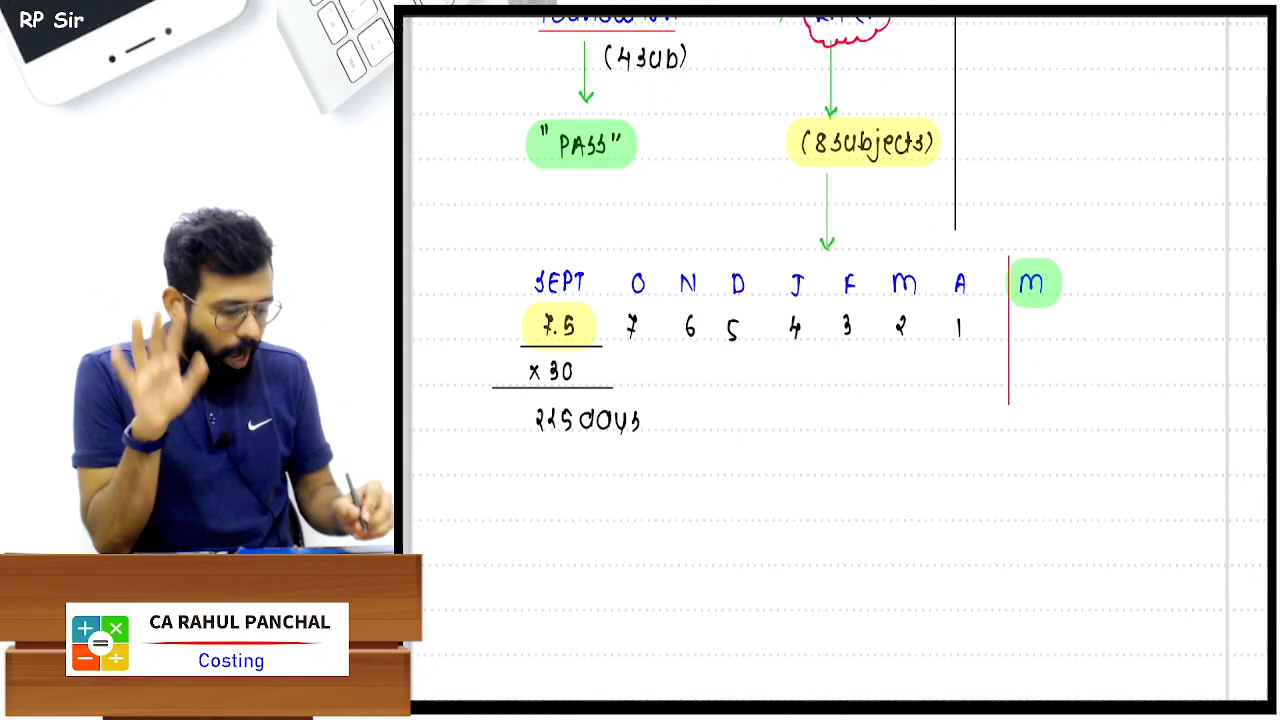 RP Sir
(4 sub)
"PASS"
(8 subjects)
SEPT O N D J F M A M
7.5 7 6 5 4 3 2 1
x 30
225 days
CA RAHUL PANCHAL
Costing